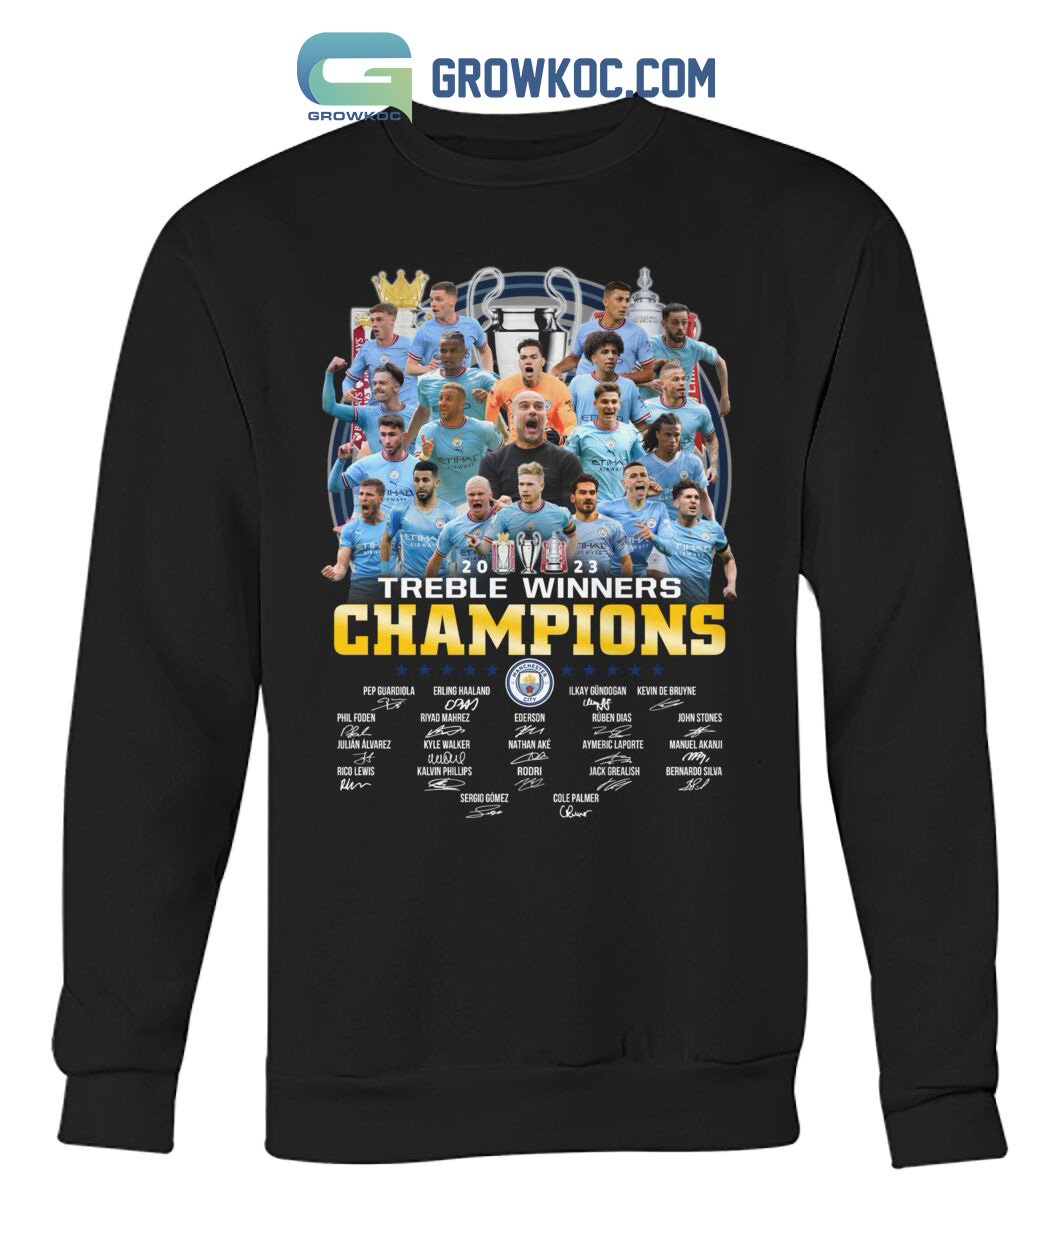 GROWKOC.COM
GROWKOC
20 23
TREBLE WINNERS
CHAMPIONS
MANCHESTER
CITY
PEP GUARDIOLA ERLING HAALAND ILKAY GÜNDOGAN KEVIN DE BRUYNE
PHIL FODEN RIYAD MAHREZ EDERSON RÚBEN DIAS JOHN STONES
JULIÁN ÁLVAREZ KYLE WALKER NATHAN AKÉ AYMERIC LAPORTE MANUEL AKANJI
RICO LEWIS KALVIN PHILLIPS RODRI JACK GREALISH BERNARDO SILVA
SERGIO GÓMEZ COLE PALMER